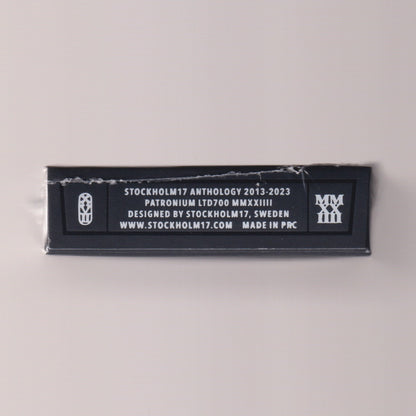 STOCKHOLM17 ANTHOLOGY 2013-2023
PATRONIUM LTD700 MMXXIIII
DESIGNED BY STOCKHOLM17, SWEDEN
WWW.STOCKHOLM17.COM MADE IN PRC
MM
XX
IIII